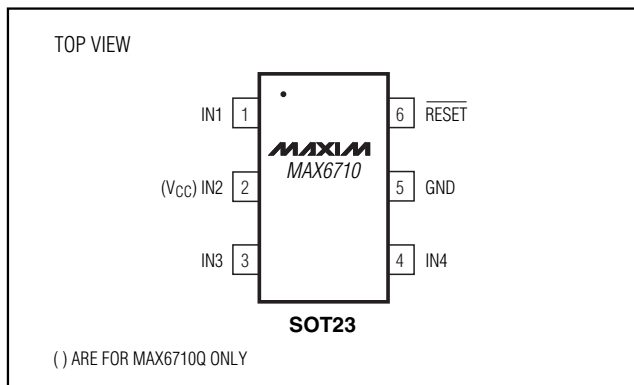 TOP VIEW
IN1 1 6 RESET
MAXIM
MAX6710
(VCC) IN2 2 5 GND
IN3 3 4 IN4
SOT23
( ) ARE FOR MAX6710Q ONLY